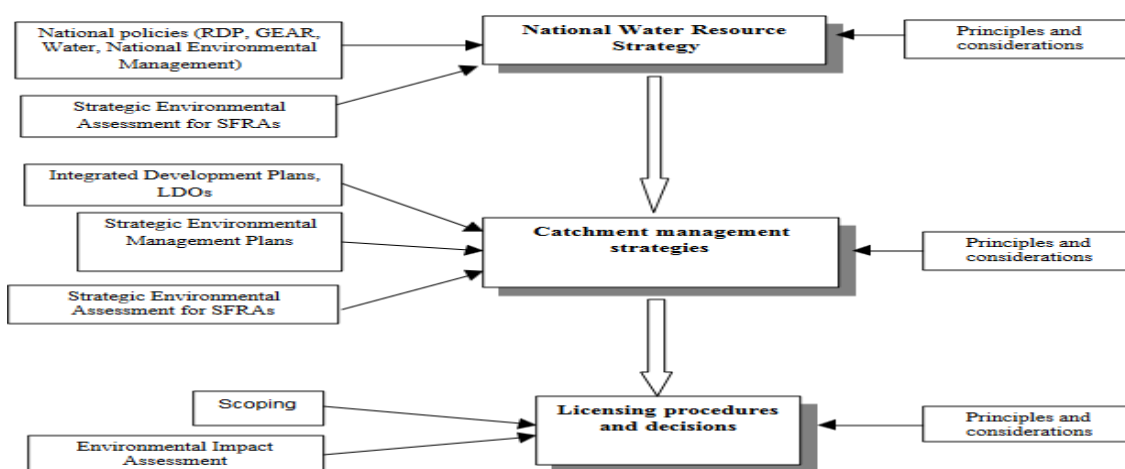 National policies (RDP, GEAR,
Water, National Environmental
Management)
National Water Resource
Strategy
Principles and
considerations
Strategic Environmental
Assessment for SFRAs
Integrated Development Plans,
LDOs
Strategic Environmental
Management Plans
Catchment management
strategies
Principles and
considerations
Strategic Environmental
Assessment for SFRAs
Scoping
Licensing procedures
and decisions
Principles and
considerations
Environmental Impact
Assessment